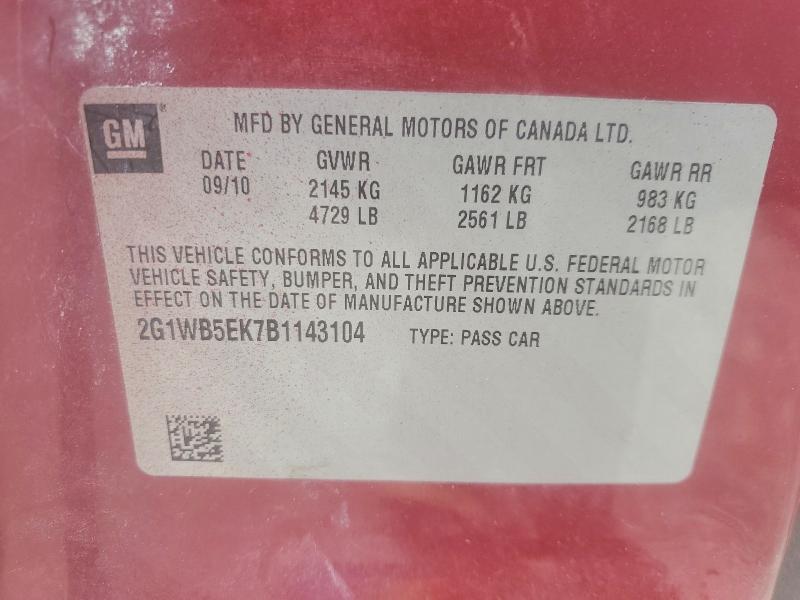 GM
MFD BY GENERAL MOTORS OF CANADA LTD.
DATE GVWR GAWR FRT GAWR RR
09/10 2145 KG 1162 KG 983 KG
4729 LB 2561 LB 2168 LB
THIS VEHICLE CONFORMS TO ALL APPLICABLE U.S. FEDERAL MOTOR
VEHICLE SAFETY, BUMPER, AND THEFT PREVENTION STANDARDS IN
EFFECT ON THE DATE OF MANUFACTURE SHOWN ABOVE.
2G1WB5EK7B1143104 TYPE: PASS CAR